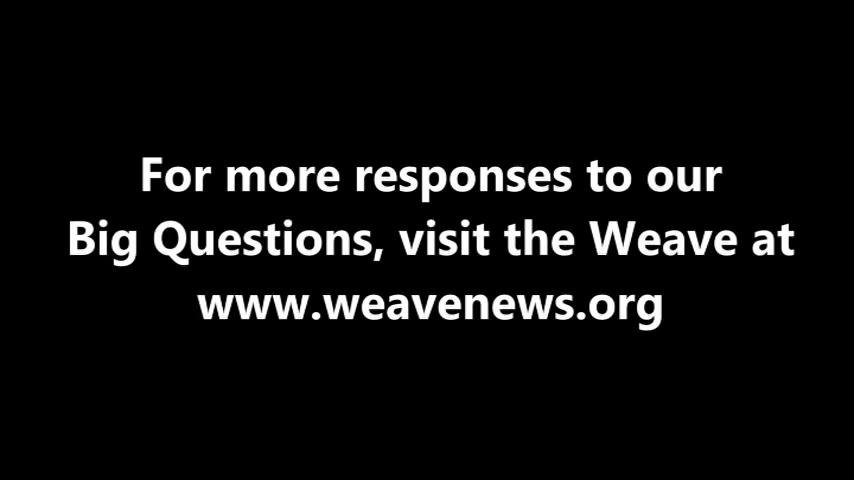 For more responses to our
Big Questions, visit the Weave at
www.weavenews.org